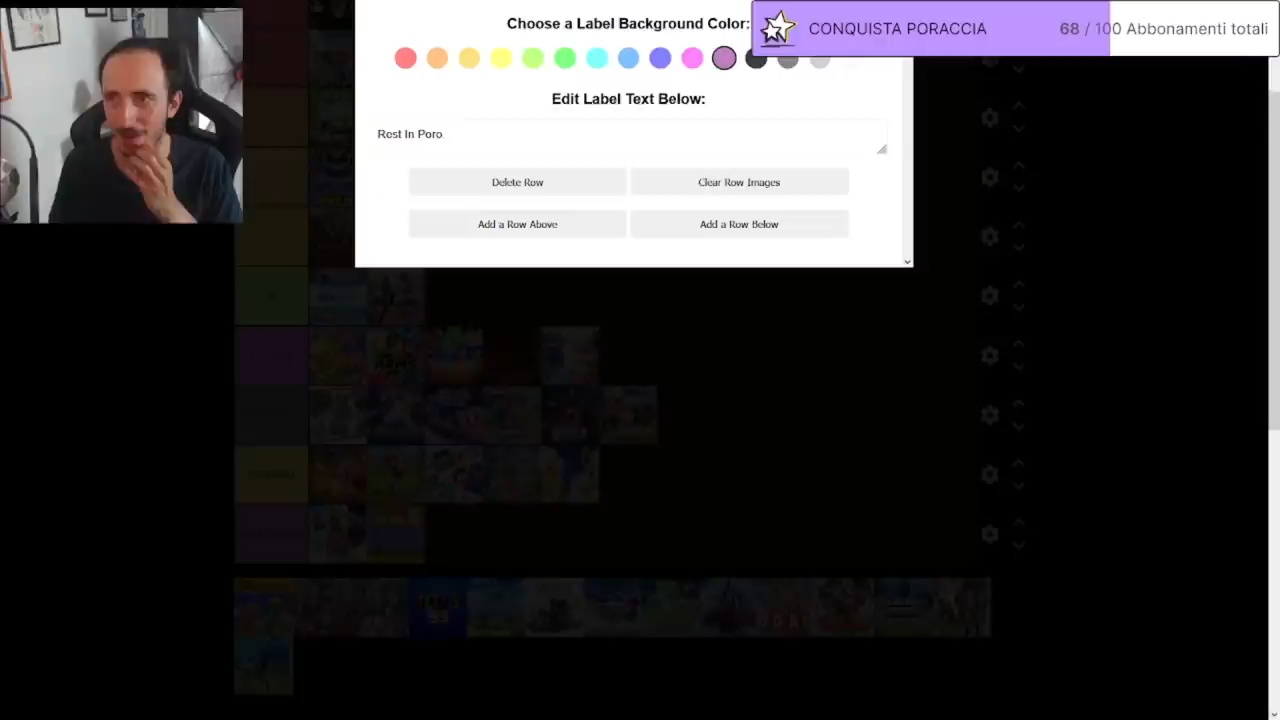 Choose a Label Background Color:
CONQUISTA PORACCIA
68 / 100 Abbonamenti totali
Edit Label Text Below:
Rest In Poro
Delete Row
Clear Row Images
Add a Row Above
Add a Row Below